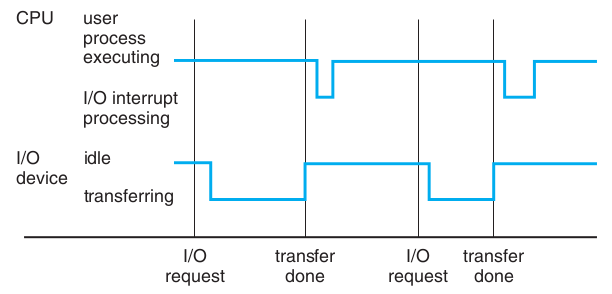 CPU
user
process
executing
I/O interrupt
processing
I/O
device
idle
transferring
I/O
request
transfer
done
I/O
request
transfer
done